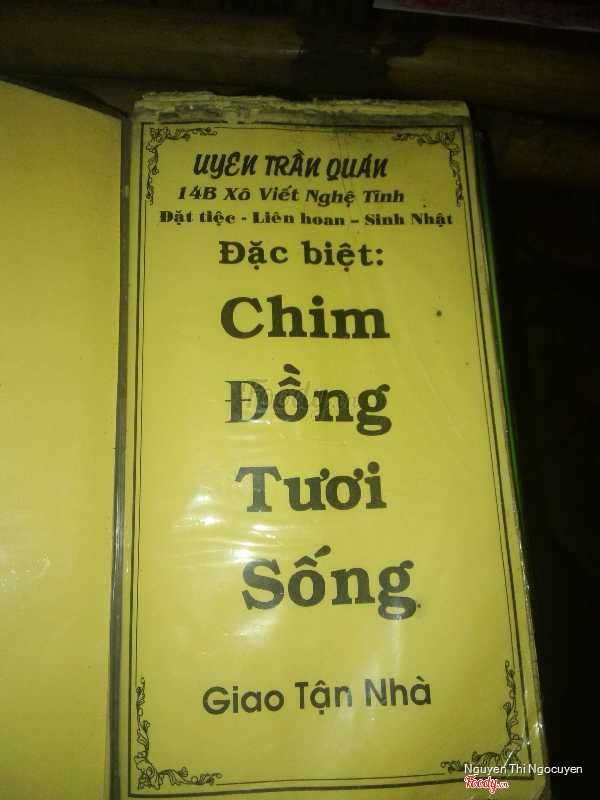 UYÊN TRẦN QUÁN
14B Xô Viết Nghệ Tĩnh
Đặt tiệc - Liên hoan - Sinh Nhật
Đặc biệt:
Chim
Đồng
Tươi
Sống
Giao Tận Nhà
Nguyen Thi Ngocuyen
Foody.vn